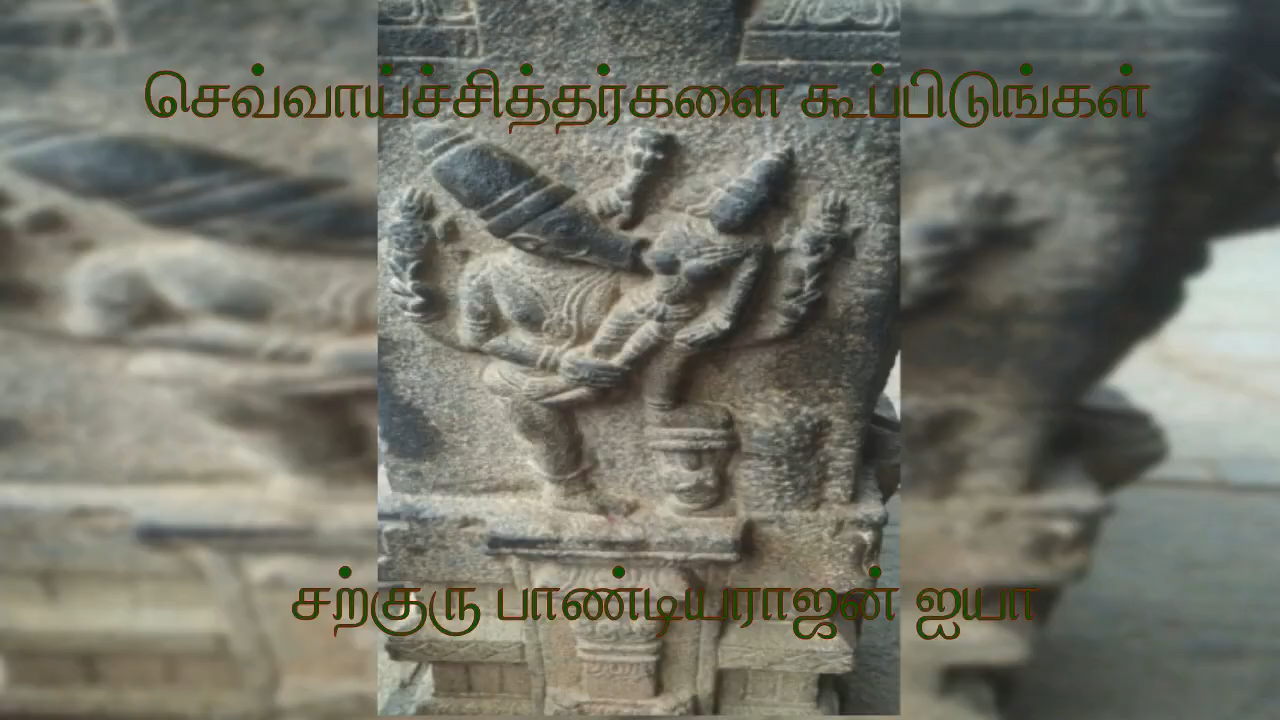 செவ்வாய்ச்சித்தர்களை கூப்பிடுங்கள்
சற்குரு பாண்டியராஜன் ஐயா